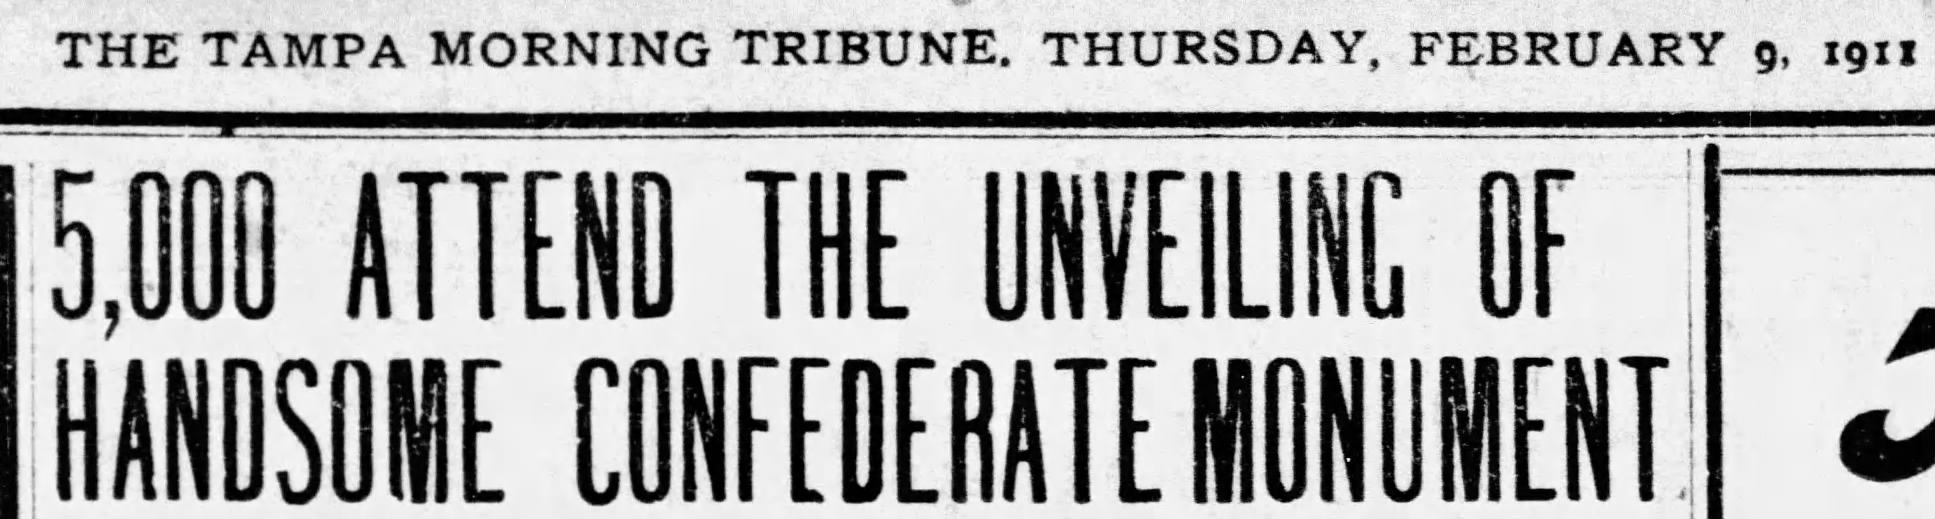 THE TAMPA MORNING TRIBUNE. THURSDAY, FEBRUARY 9, 1911
5,000 ATTEND THE UNVEILING OF
HANDSOME CONFEDERATE MONUMENT